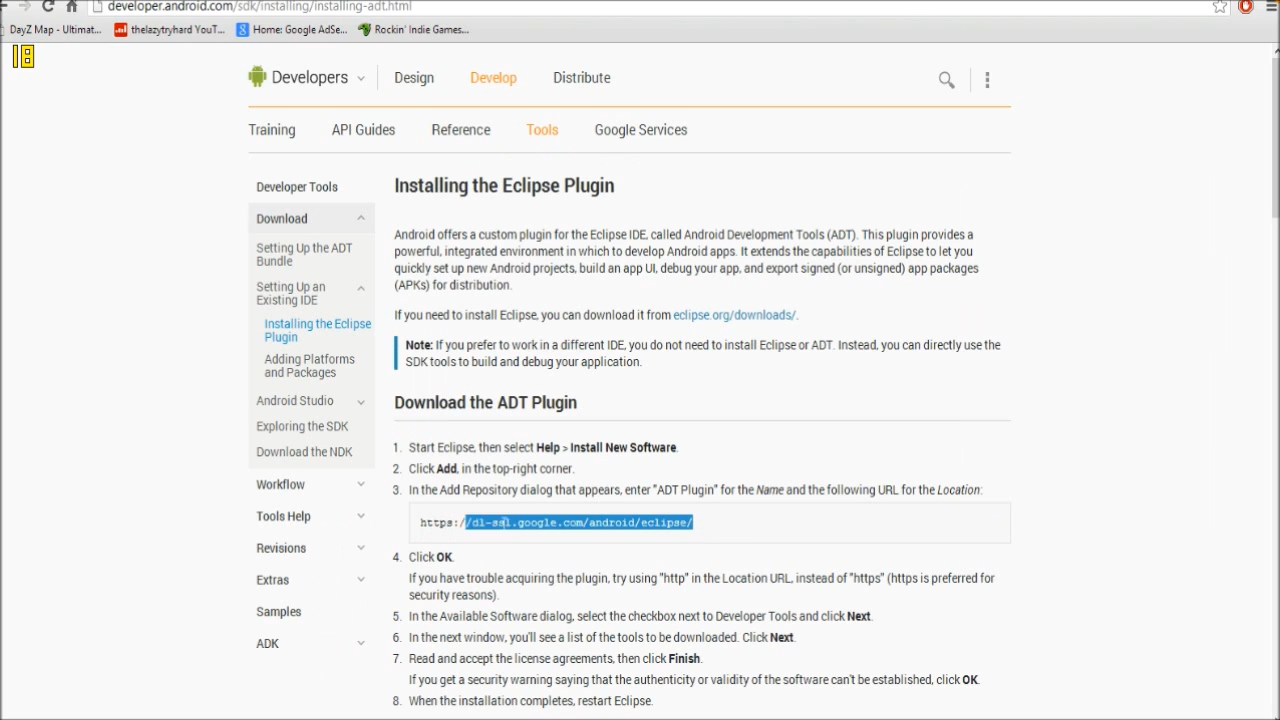 developer.android.com/sdk/installing/installing-adt.html
DayZ Map - Ultimat... thelazytryhard YouT... Home: Google AdSe... Rockin' Indie Games...
18
Developers Design Develop Distribute
Training API Guides Reference Tools Google Services
Developer Tools
Download
Setting Up the ADT
Bundle
Setting Up an
Existing IDE
Installing the Eclipse
Plugin
Adding Platforms
and Packages
Android Studio
Exploring the SDK
Download the NDK
Workflow
Tools Help
Revisions
Extras
Samples
ADK
Installing the Eclipse Plugin
Android offers a custom plugin for the Eclipse IDE, called Android Development Tools (ADT). This plugin provides a
powerful, integrated environment in which to develop Android apps. It extends the capabilities of Eclipse to let you
quickly set up new Android projects, build an app UI, debug your app, and export signed (or unsigned) app packages
(APKs) for distribution.
If you need to install Eclipse, you can download it from eclipse.org/downloads/.
Note: If you prefer to work in a different IDE, you do not need to install Eclipse or ADT. Instead, you can directly use the
SDK tools to build and debug your application.
Download the ADT Plugin
1. Start Eclipse, then select Help > Install New Software.
2. Click Add, in the top-right corner.
3. In the Add Repository dialog that appears, enter "ADT Plugin" for the Name and the following URL for the Location:
https://dl-ssl.google.com/android/eclipse/
4. Click OK.
If you have trouble acquiring the plugin, try using "http" in the Location URL, instead of "https" (https is preferred for
security reasons).
5. In the Available Software dialog, select the checkbox next to Developer Tools and click Next.
6. In the next window, you'll see a list of the tools to be downloaded. Click Next.
7. Read and accept the license agreements, then click Finish.
If you get a security warning saying that the authenticity or validity of the software can't be established, click OK.
8. When the installation completes, restart Eclipse.